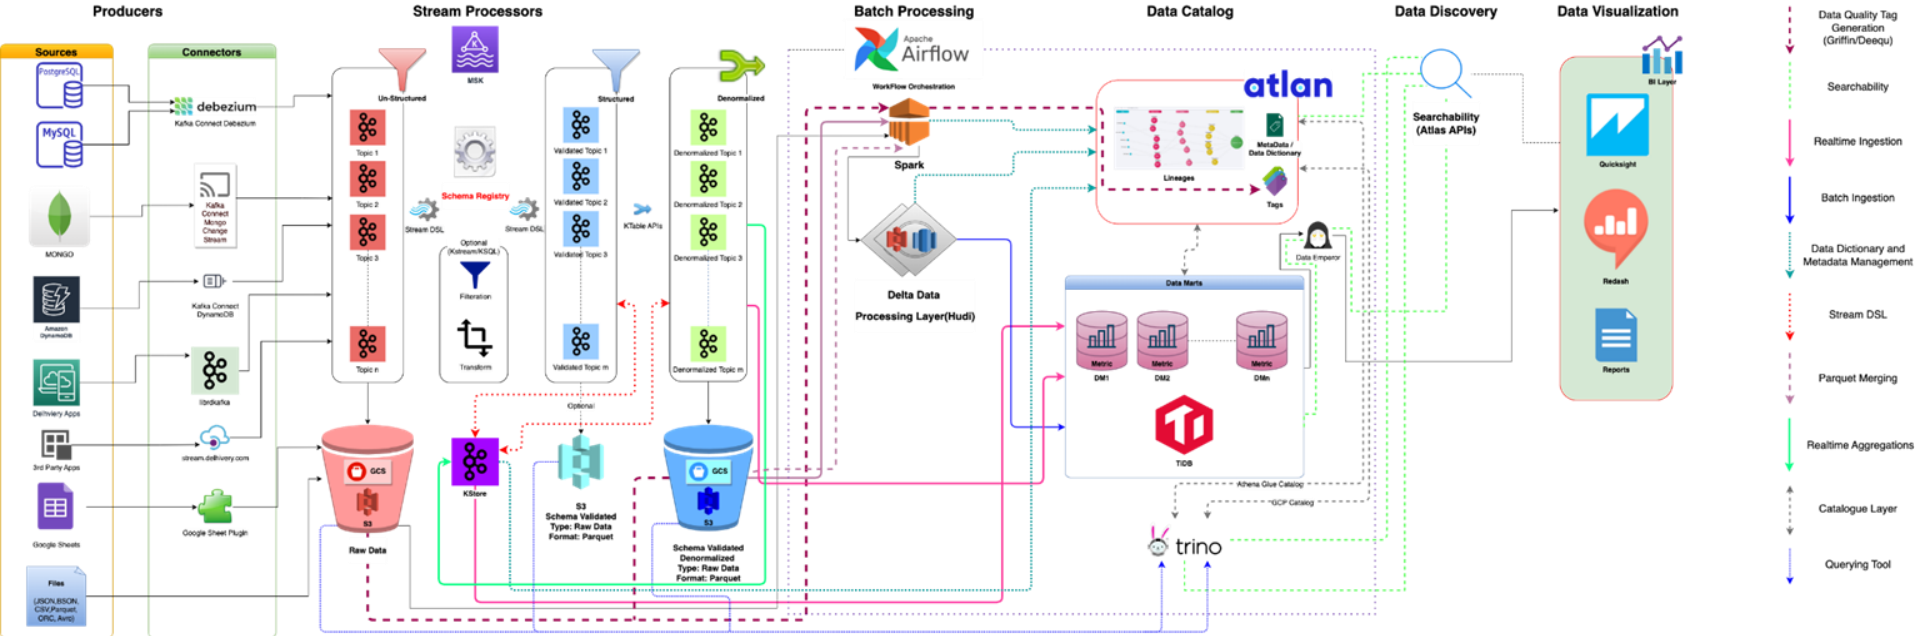 Producers
Stream Processors
Batch Processing
Data Catalog
Data Discovery
Data Visualization
Sources
Connectors
PostgreSQL
MySQL
MONGO
Amazon
DynamoDB
Delhivery Apps
3rd Party Apps
Google Sheets
Files
(JSON,BSON,
CSV,Parquet,
ORC, Avro)
debezium
Kafka Connect Debezium
Kafka
Connect
Mongo
Change
Stream
Kafka Connect
DynamoDB
librdkafka
stream.delhivery.com
Google Sheet Plugin
Un-Structured
Topic 1
Topic 2
Topic 3
Topic n
GCS
S3
Raw Data
MSK
Schema Registry
Stream DSL
Stream DSL
Optional
(Kstream/KSQL)
Filteration
Transform
KStore
Structured
Validated Topic 1
Validated Topic 2
Validated Topic 3
Validated Topic m
Optional
S3
Schema Validated
Type: Raw Data
Format: Parquet
KTable APIs
Denormalized
Denormalized Topic 1
Denormalized Topic 2
Denormalized Topic 3
Denormalized Topic m
GCS
S3
Schema Validated
Denormalized
Type: Raw Data
Format: Parquet
Apache
Airflow
WorkFlow Orchestration
Spark
Delta Data
Processing Layer(Hudi)
atlan
Lineages
MetaData /
Data Dictionary
Tags
Data Emperor
Data Marts
Metric
Metric
Metric
DM1
DM2
DMn
TiDB
Athena Glue Catalog
GCP Catalog
trino
Searchability
(Atlas APIs)
BI Layer
Quicksight
Redash
Reports
Data Quality Tag
Generation
(Griffin/Deequ)
Searchability
Realtime Ingestion
Batch Ingestion
Data Dictionary and
Metadata Management
Stream DSL
Parquet Merging
Realtime Aggregations
Catalogue Layer
Querying Tool